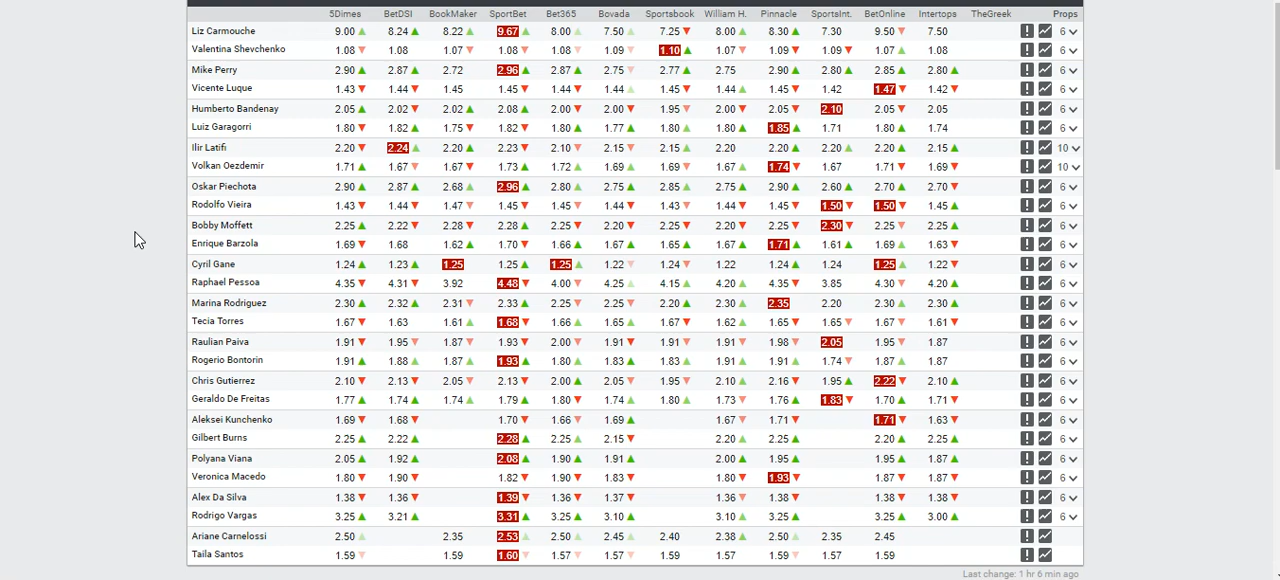 5Dimes BetDSI BookMaker SportBet Bet365 Bovada Sportsbook William H. Pinnacle SportsInt. BetOnline Intertops TheGreek Props
Liz Carmouche 9.00 8.24 8.22 9.67 8.00 7.50 7.25 8.00 8.30 7.30 9.50 7.50 6
Valentina Shevchenko 1.08 1.08 1.07 1.08 1.08 1.09 1.10 1.07 1.09 1.09 1.07 1.08 6
Mike Perry 2.87 2.72 2.96 2.87 2.75 2.77 2.75 2.90 2.80 2.85 2.80 6
Vicente Luque 1.43 1.44 1.45 1.45 1.44 1.44 1.45 1.44 1.45 1.42 1.47 1.42 6
Humberto Bandenay 2.05 2.02 2.02 2.08 2.00 2.00 1.95 2.00 2.05 2.10 2.05 2.05 6
Luiz Garagorri 1.80 1.82 1.75 1.82 1.80 1.77 1.80 1.80 1.85 1.71 1.80 1.74 6
Ilir Latifi 2.20 2.24 2.20 2.23 2.10 2.15 2.15 2.20 2.20 2.20 2.20 2.15 10
Volkan Oezdemir 1.71 1.67 1.67 1.73 1.72 1.69 1.69 1.67 1.74 1.67 1.71 1.69 10
Oskar Piechota 2.90 2.87 2.68 2.96 2.80 2.75 2.85 2.75 2.90 2.60 2.70 2.70 6
Rodolfo Vieira 1.43 1.44 1.47 1.45 1.45 1.44 1.43 1.44 1.45 1.50 1.50 1.45 6
Bobby Moffett 2.25 2.22 2.28 2.28 2.25 2.20 2.20 2.20 2.25 2.30 2.25 2.25 6
Enrique Barzola 1.69 1.68 1.62 1.70 1.66 1.67 1.65 1.67 1.71 1.61 1.69 1.63 6
Cyril Gane 1.24 1.23 1.25 1.25 1.25 1.22 1.24 1.22 1.24 1.24 1.25 1.22 6
Raphael Pessoa 4.35 4.31 3.92 4.48 4.00 4.25 4.15 4.20 4.35 3.85 4.30 4.20 6
Marina Rodriguez 2.30 2.32 2.31 2.33 2.25 2.25 2.20 2.30 2.35 2.20 2.30 2.30 6
Tecia Torres 1.67 1.63 1.61 1.68 1.66 1.65 1.67 1.62 1.65 1.65 1.67 1.61 6
Raulian Paiva 1.91 1.95 1.87 1.93 2.00 1.91 1.91 1.91 1.98 2.05 1.95 1.87 6
Rogerio Bontorin 1.91 1.88 1.87 1.93 1.80 1.83 1.83 1.91 1.91 1.74 1.87 1.87 6
Chris Gutierrez 2.10 2.13 2.05 2.13 2.00 2.05 1.95 2.10 2.16 1.95 2.22 2.10 6
Geraldo De Freitas 1.77 1.74 1.74 1.79 1.80 1.74 1.80 1.73 1.76 1.83 1.70 1.71 6
Aleksei Kunchenko 1.69 1.68 1.70 1.66 1.69 1.67 1.71 1.71 1.63 6
Gilbert Burns 2.25 2.22 2.28 2.25 2.15 2.20 2.25 2.20 2.25 6
Polyana Viana 1.92 2.08 1.90 1.91 2.00 1.95 1.95 1.87 6
Veronica Macedo 1.80 1.90 1.82 1.90 1.83 1.80 1.93 1.87 1.87 6
Alex Da Silva 1.38 1.36 1.39 1.36 1.37 1.36 1.38 1.38 1.38 6
Rodrigo Vargas 3.25 3.21 3.31 3.25 3.10 3.10 3.25 3.25 3.00 6
Ariane Carnelossi 2.50 2.35 2.53 2.50 2.45 2.40 2.38 2.50 2.35 2.45
Taila Santos 1.59 1.59 1.60 1.57 1.57 1.59 1.57 1.57 1.59 1.59
Last change: 1 hr 6 min ago